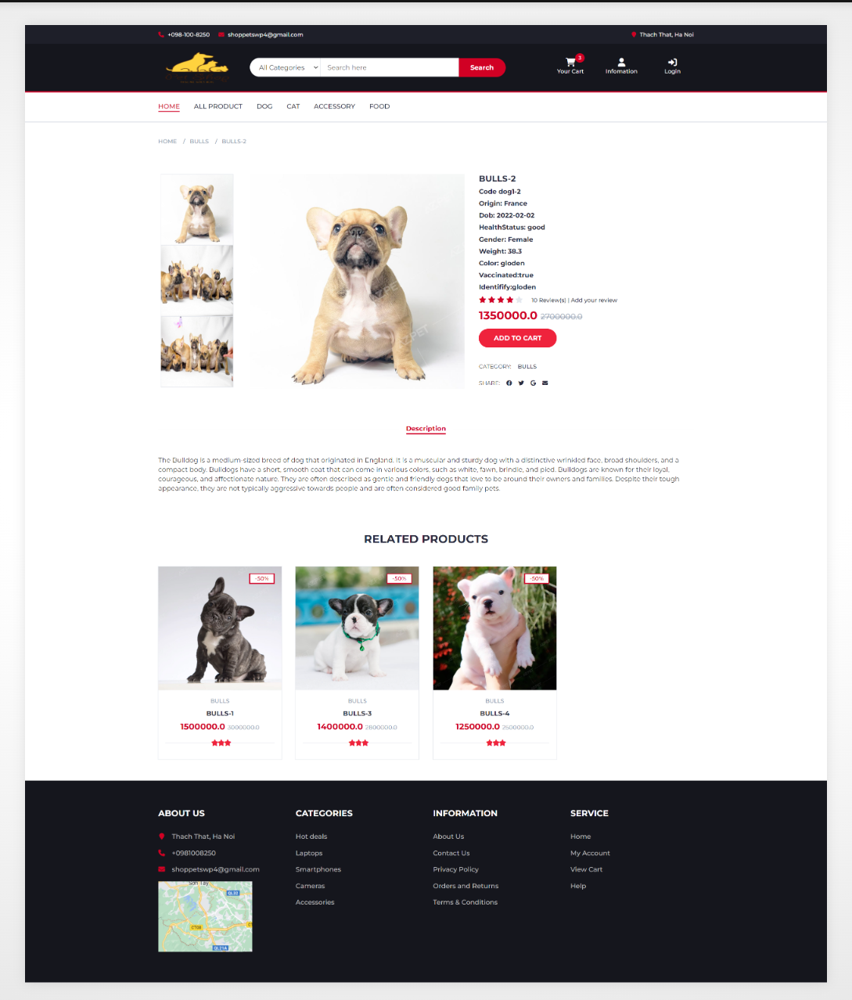 +098-100-8250 shoppetswp4@gmail.com Thach That, Ha Noi
All Categories Search here Search
3
Your Cart Infomation Login
HOME ALL PRODUCT DOG CAT ACCESSORY FOOD
HOME / BULLS / BULLS-2
BULLS-2
Code dog1-2
Origin: France
Dob: 2022-02-02
HealthStatus: good
Gender: Female
Weight: 38.3
Color: gloden
Vaccinated:true
Identifify:gloden
10 Review(s) | Add your review
1350000.0 2700000.0
ADD TO CART
CATEGORY: BULLS
SHARE:
Description
The Bulldog is a medium-sized breed of dog that originated in England. It is a muscular and sturdy dog with a distinctive wrinkled face, broad shoulders, and a
compact body. Bulldogs have a short, smooth coat that can come in various colors, such as white, fawn, brindle, and pied. Bulldogs are known for their loyal,
courageous, and affectionate nature. They are often described as gentle and friendly dogs that love to be around their owners and families. Despite their tough
appearance, they are not typically aggressive towards people and are often considered good family pets.
RELATED PRODUCTS
-50% -50% -50%
BULLS BULLS BULLS
BULLS-1 BULLS-3 BULLS-4
1500000.0 3000000.0 1400000.0 2800000.0 1250000.0 2500000.0
ABOUT US CATEGORIES INFORMATION SERVICE
Thach That, Ha Noi Hot deals About Us Home
+0981008250 Laptops Contact Us My Account
shoppetswp4@gmail.com Smartphones Privacy Policy View Cart
Cameras Orders and Returns Help
Accessories Terms & Conditions
Son Tay
QL32
CT08
QL21A